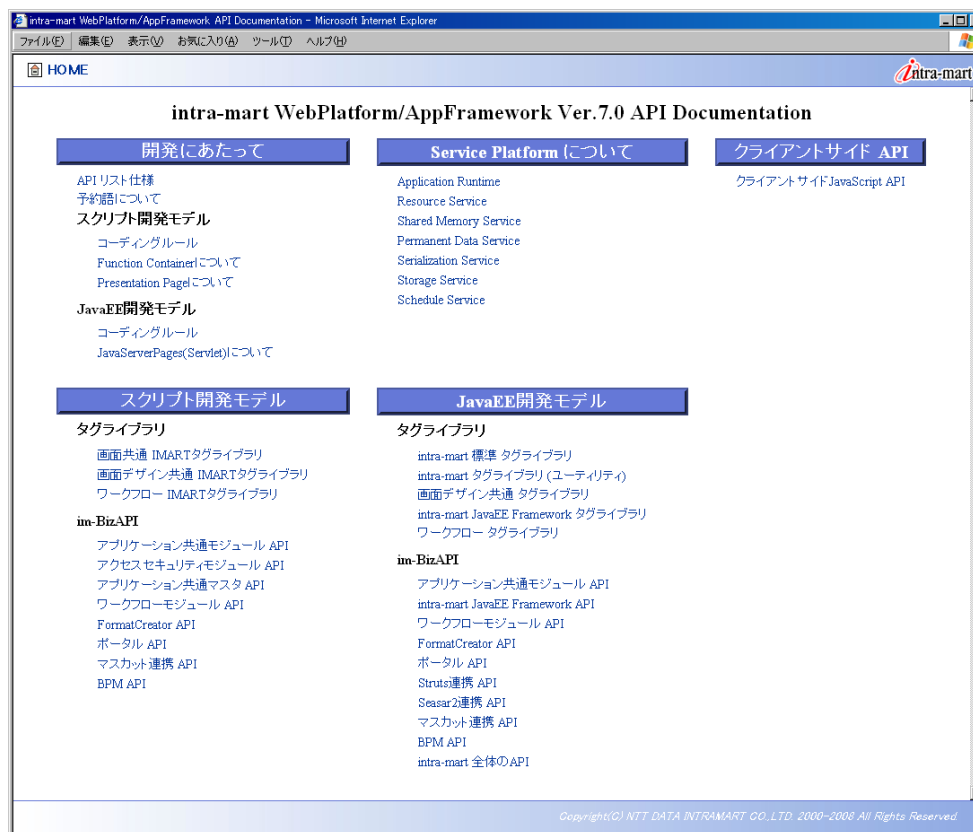 intra-mart WebPlatform/AppFramework API Documentation - Microsoft Internet Explorer
ファイル(F) 編集(E) 表示(V) お気に入り(A) ツール(T) ヘルプ(H)
HOME
intra-mart
intra-mart WebPlatform/AppFramework Ver.7.0 API Documentation
開発にあたって
API リスト仕様
予約語について
スクリプト開発モデル
コーディングルール
Function Containerについて
Presentation Pageについて
JavaEE開発モデル
コーディングルール
JavaServerPages(Servlet)について
Service Platform について
Application Runtime
Resource Service
Shared Memory Service
Permanent Data Service
Serialization Service
Storage Service
Schedule Service
クライアントサイド API
クライアントサイドJavaScript API
スクリプト開発モデル
タグライブラリ
画面共通 IMARTタグライブラリ
画面デザイン共通 IMARTタグライブラリ
ワークフロー IMARTタグライブラリ
im-BizAPI
アプリケーション共通モジュール API
アクセスセキュリティモジュール API
アプリケーション共通マスタ API
ワークフローモジュール API
FormatCreator API
ポータル API
マスカット連携 API
BPM API
JavaEE開発モデル
タグライブラリ
intra-mart 標準 タグライブラリ
intra-mart タグライブラリ (ユーティリティ)
画面デザイン共通 タグライブラリ
intra-mart JavaEE Framework タグライブラリ
ワークフロー タグライブラリ
im-BizAPI
アプリケーション共通モジュール API
intra-mart JavaEE Framework API
ワークフローモジュール API
FormatCreator API
ポータル API
Struts連携 API
Seasar2連携 API
マスカット連携 API
BPM API
intra-mart 全体のAPI
Copyright(C) NTT DATA INTRAMART CO.,LTD. 2000-2008 All Rights Reserved